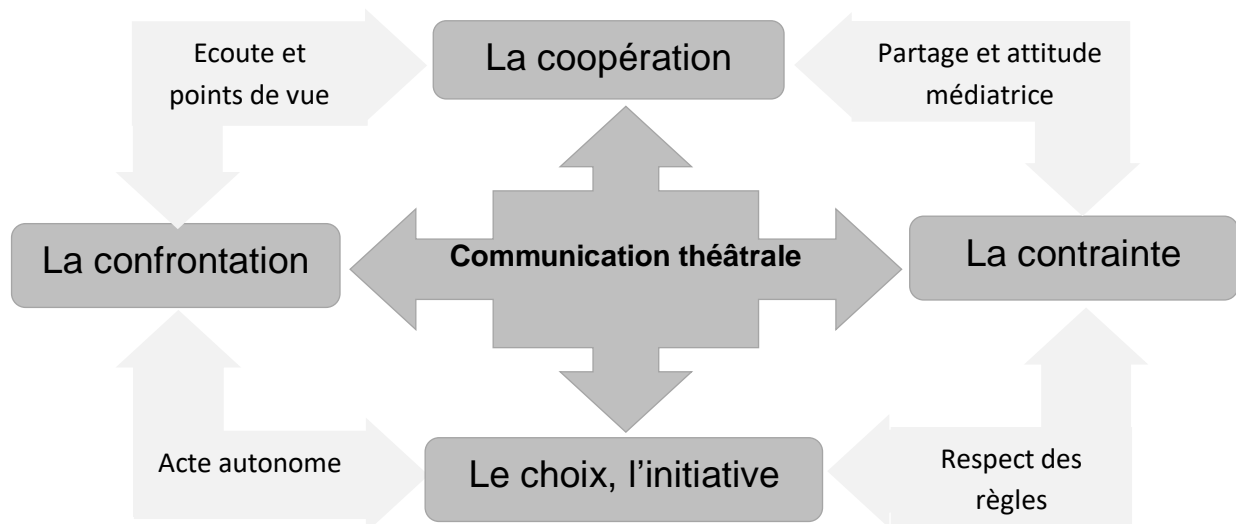 Ecoute et
points de vue
La coopération
Partage et attitude
médiatrice
La confrontation
Communication théâtrale
La contrainte
Acte autonome
Le choix, l’initiative
Respect des
règles